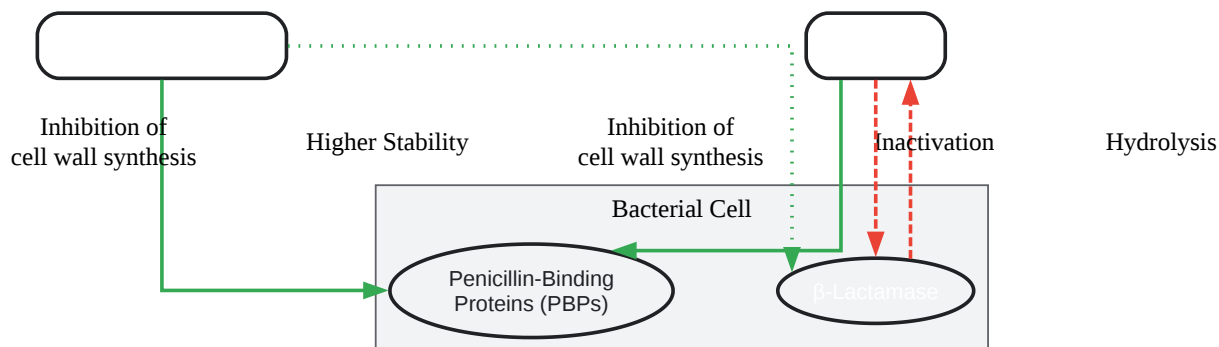 Inhibition of
cell wall synthesis
Higher Stability
Inhibition of
cell wall synthesis
Inactivation
Hydrolysis
Bacterial Cell
Penicillin-Binding
Proteins (PBPs)
β-Lactamase